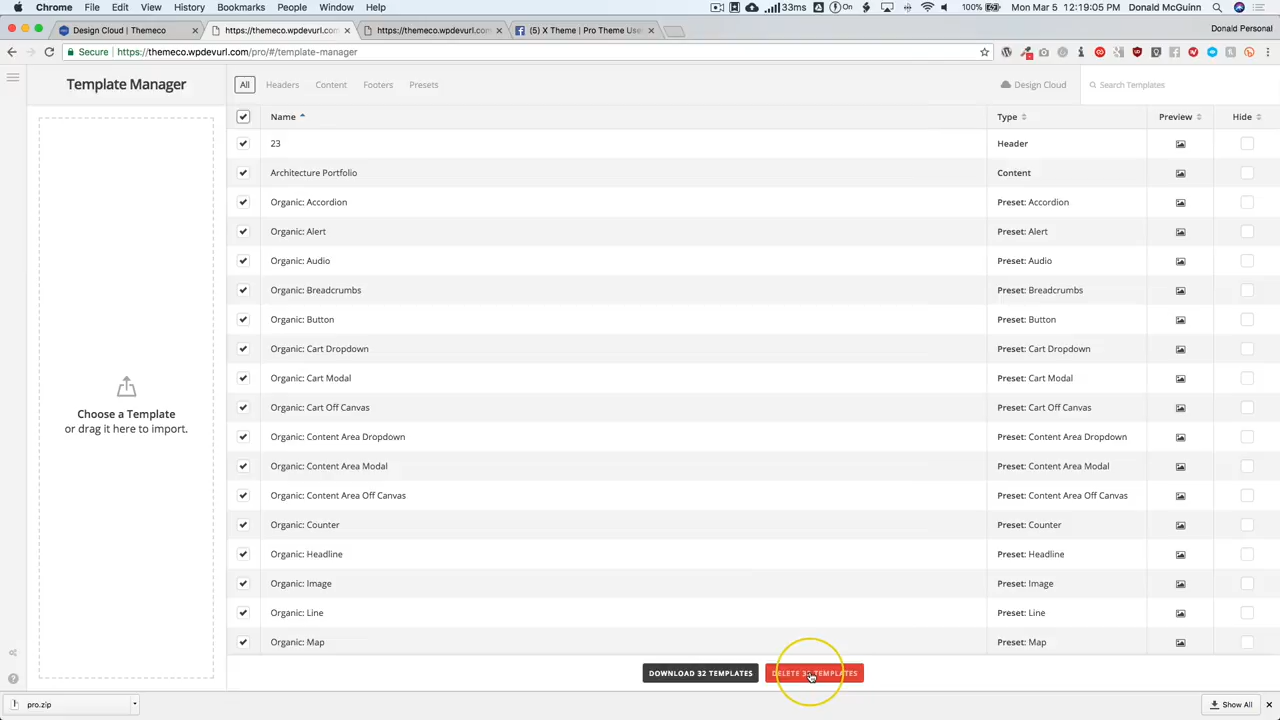 Chrome File Edit View History Bookmarks People Window Help 33ms On 100% Mon Mar 5 12:19:05 PM Donald McGuinn
Design Cloud | Themeco https://themeco.wpdevurl.com https://themeco.wpdevurl.com (5) X Theme | Pro Theme Use Donald Personal
Secure https://themeco.wpdevurl.com/pro/#/template-manager
Template Manager
All Headers Content Footers Presets Design Cloud Search Templates
Name Type Preview Hide
23 Header
Architecture Portfolio Content
Organic: Accordion Preset: Accordion
Organic: Alert Preset: Alert
Organic: Audio Preset: Audio
Organic: Breadcrumbs Preset: Breadcrumbs
Organic: Button Preset: Button
Organic: Cart Dropdown Preset: Cart Dropdown
Organic: Cart Modal Preset: Cart Modal
Organic: Cart Off Canvas Preset: Cart Off Canvas
Organic: Content Area Dropdown Preset: Content Area Dropdown
Organic: Content Area Modal Preset: Content Area Modal
Organic: Content Area Off Canvas Preset: Content Area Off Canvas
Organic: Counter Preset: Counter
Organic: Headline Preset: Headline
Organic: Image Preset: Image
Organic: Line Preset: Line
Organic: Map Preset: Map
Choose a Template
or drag it here to import.
DOWNLOAD 32 TEMPLATES DELETE 32 TEMPLATES
pro.zip Show All